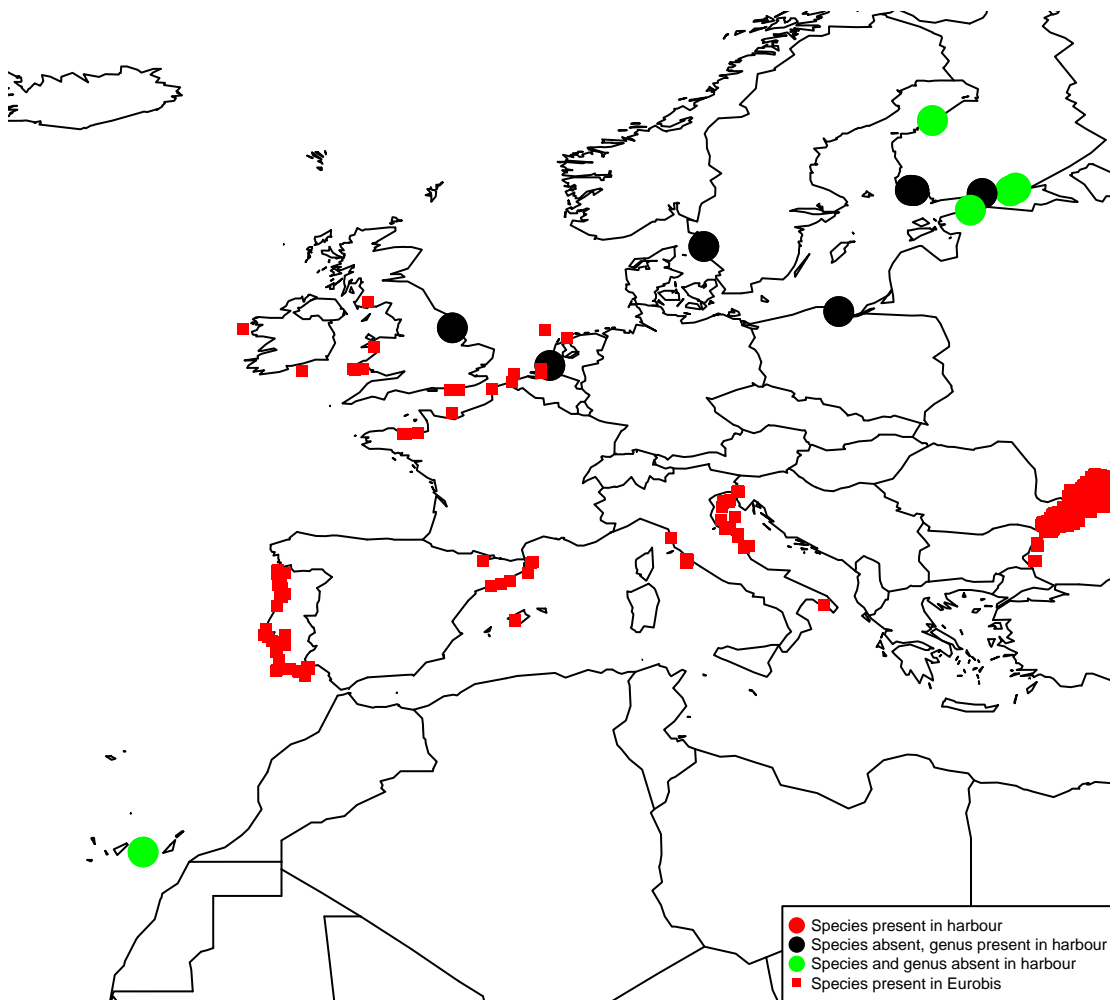 Species present in harbour
Species absent, genus present in harbour
Species and genus absent in harbour
Species present in Eurobis